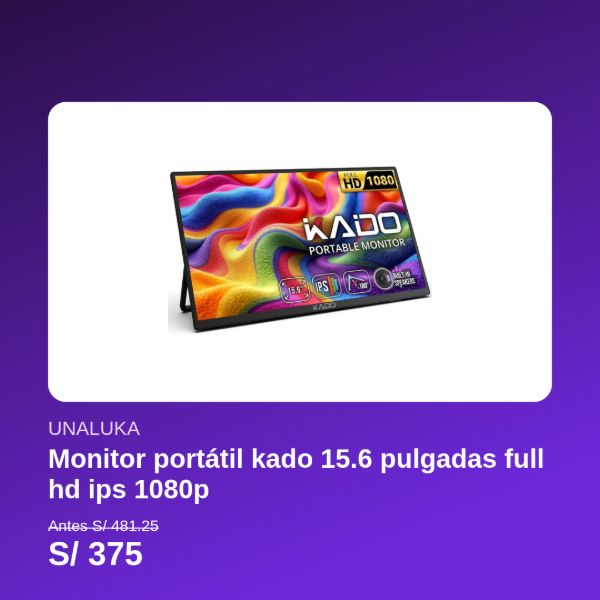 FULL
HD 1080
KADO
PORTABLE MONITOR
15.6"
IPS
180°
BUILT-IN
SPEAKERS
KADO
UNALUKA
Monitor portátil kado 15.6 pulgadas full
hd ips 1080p
Antes S/ 481.25
S/ 375